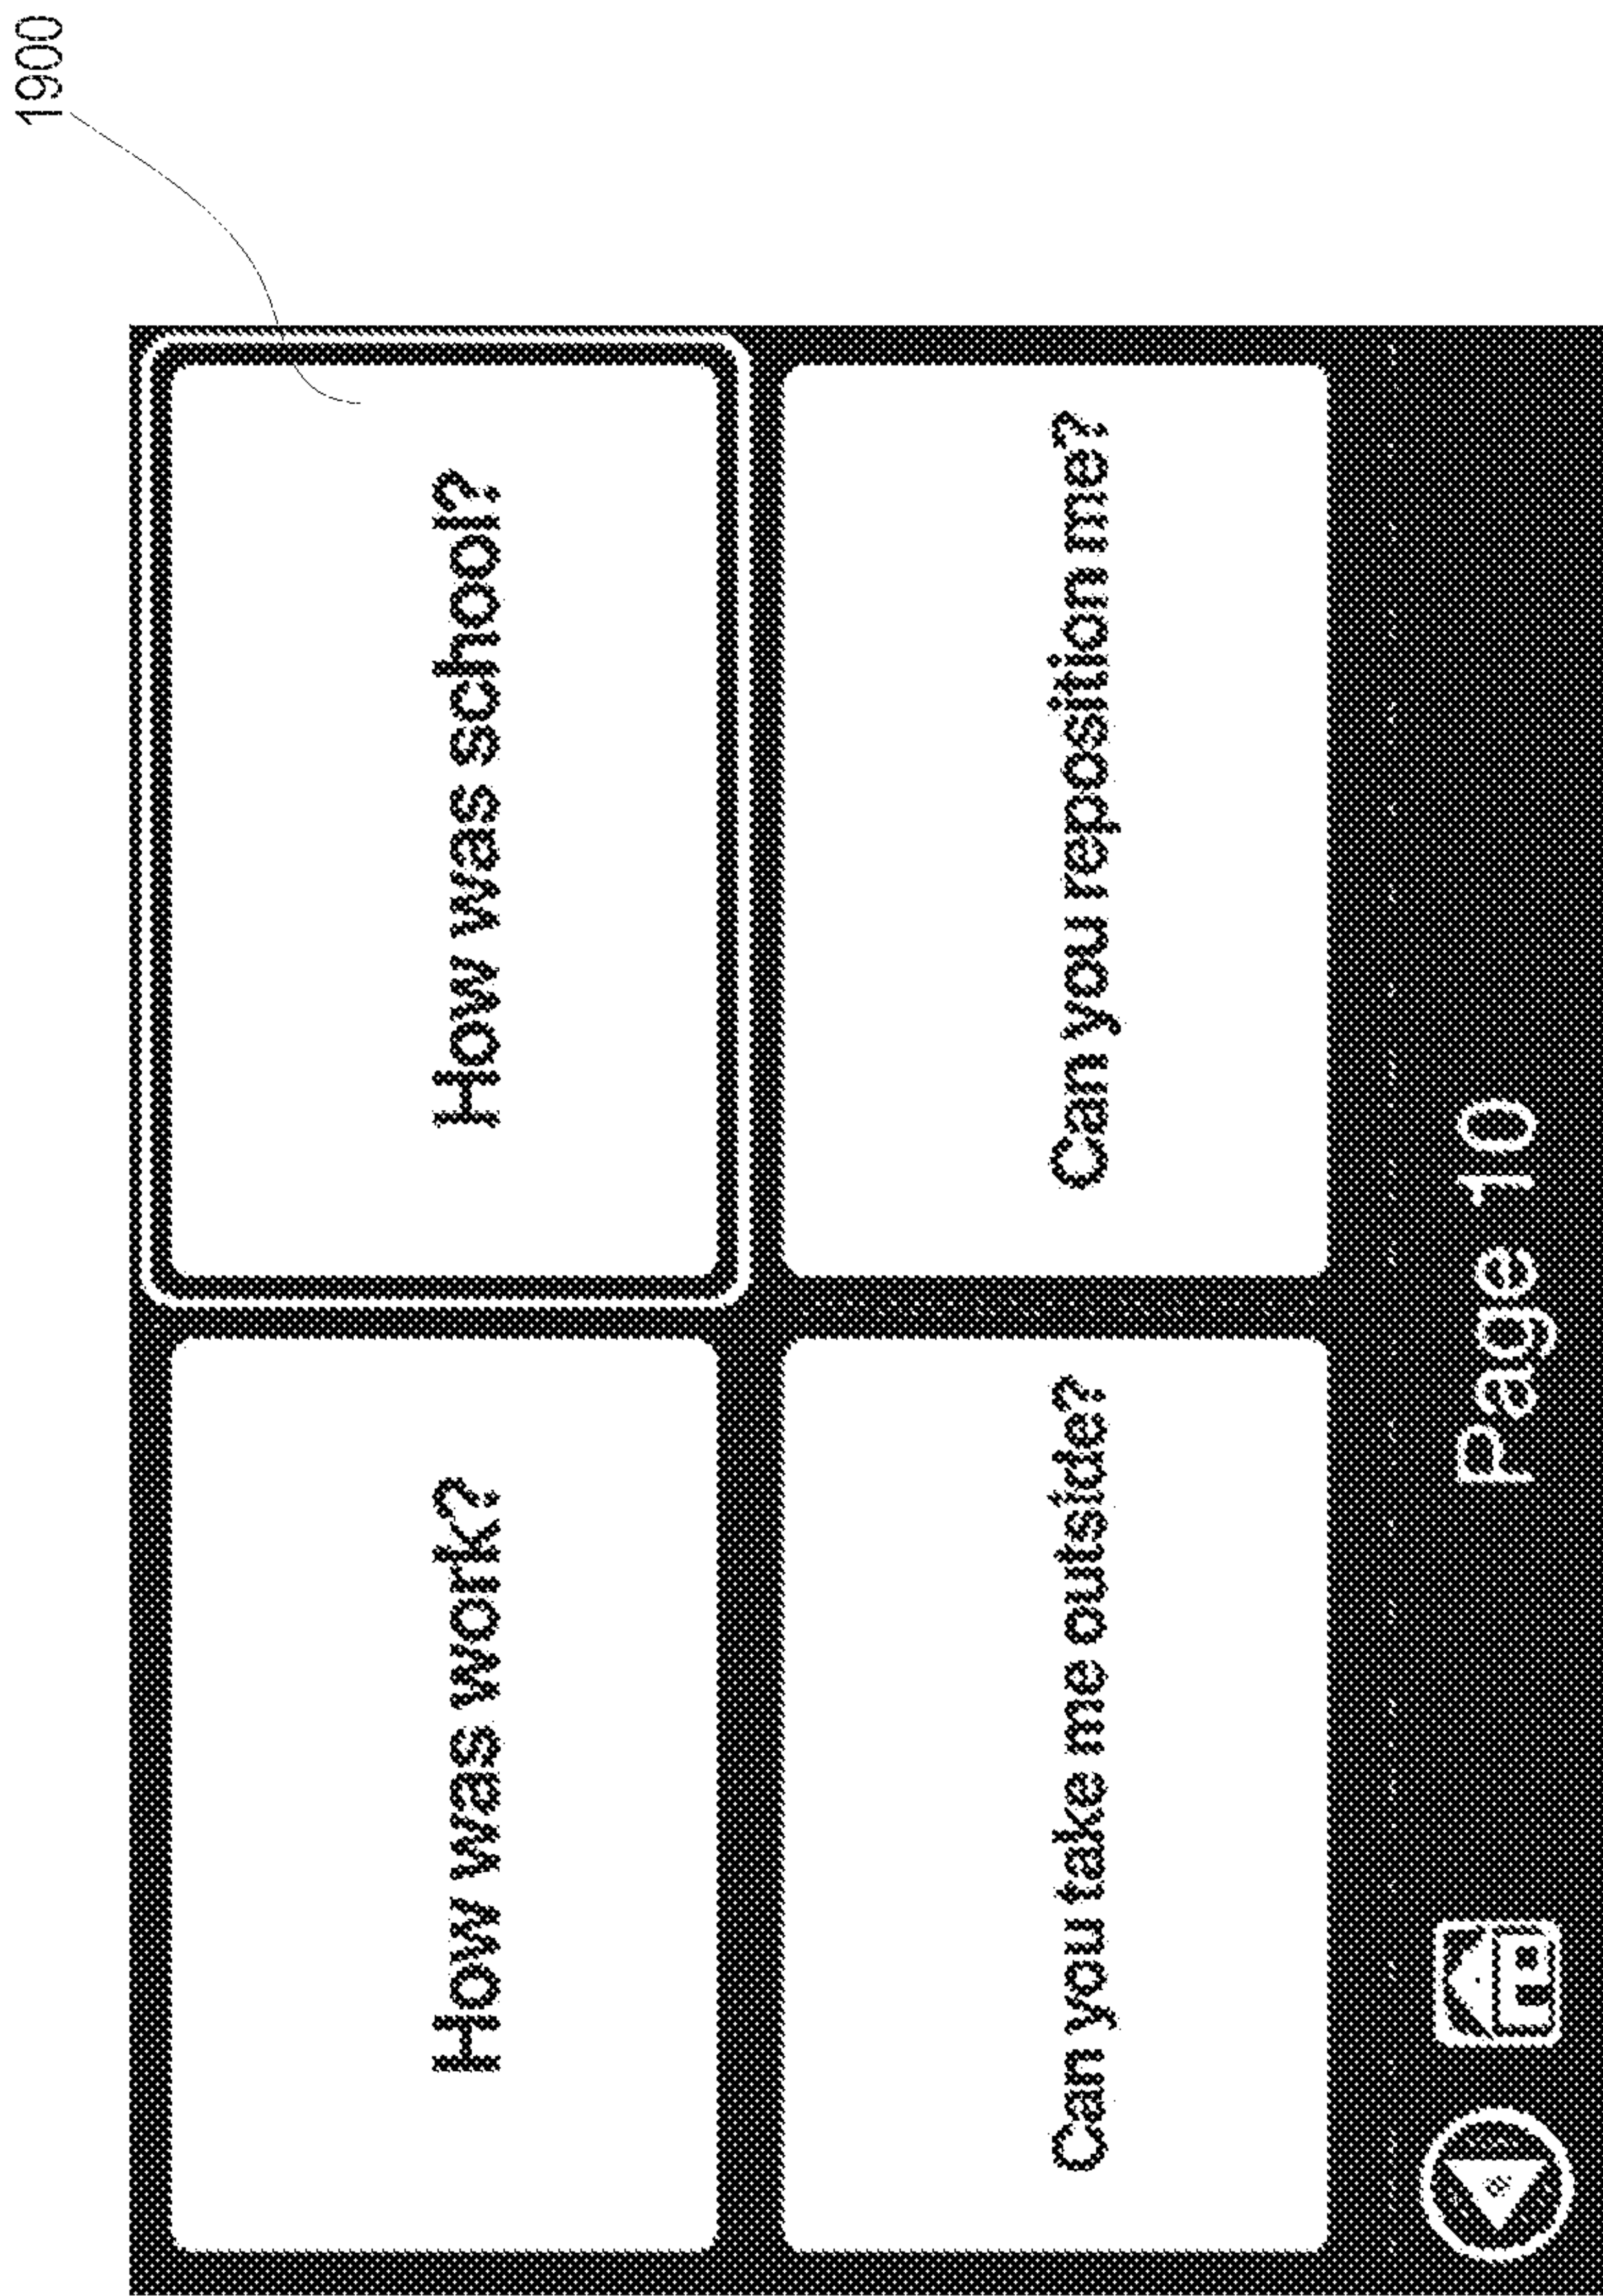 1900
How was work?
How was school?
Can you take me outside?
Can you reposition me?
Page 10